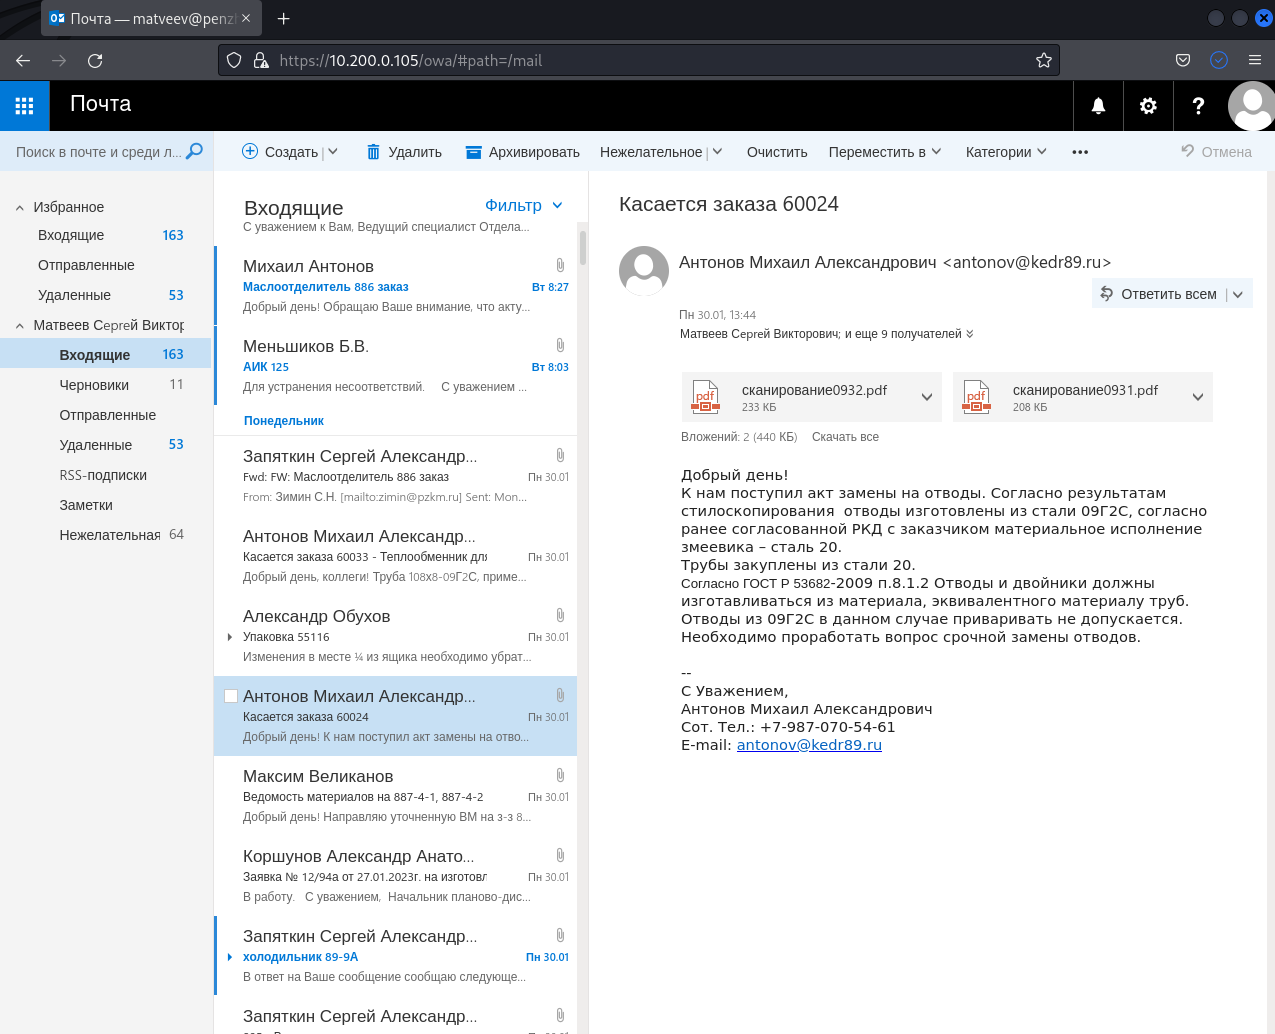 Почта — matveev@penz
https://10.200.0.105/owa/#path=/mail
Почта
Поиск в почте и среди л...
Создать
Удалить
Архивировать
Нежелательное
Очистить
Переместить в
Категории
Отмена
Избранное
Входящие 163
Отправленные
Удаленные 53
Матвеев Сергей Виктор
Входящие 163
Черновики 11
Отправленные
Удаленные 53
RSS-подписки
Заметки
Нежелательная 64
Входящие
Фильтр
С уважением к Вам, Ведущий специалист Отдела...
Михаил Антонов
Маслоотделитель 886 заказ Вт 8:27
Добрый день! Обращаю Ваше внимание, что акту...
Меньшиков Б.В.
АИК 125 Вт 8:03
Для устранения несоответствий. С уважением ...
Понедельник
Запяткин Сергей Александр...
Fwd: FW: Маслоотделитель 886 заказ Пн 30.01
From: Зимин С.Н. [mailto:zimin@pzkm.ru] Sent: Mon...
Антонов Михаил Александр...
Касается заказа 60033 - Теплообменник для Пн 30.01
Добрый день, коллеги! Труба 108х8-09Г2С, приме...
Александр Обухов
Упаковка 55116 Пн 30.01
Изменения в месте ¼ из ящика необходимо убрат...
Антонов Михаил Александр...
Касается заказа 60024 Пн 30.01
Добрый день! К нам поступил акт замены на отво...
Максим Великанов
Ведомость материалов на 887-4-1, 887-4-2 Пн 30.01
Добрый день! Направляю уточненную ВМ на з-з 8...
Коршунов Александр Анато...
Заявка № 12/94а от 27.01.2023г. на изготовл Пн 30.01
В работу. С уважением, Начальник планово-дис...
Запяткин Сергей Александр...
холодильник 89-9А Пн 30.01
В ответ на Ваше сообщение сообщаю следующе...
Запяткин Сергей Александр...
Касается заказа 60024
Антонов Михаил Александрович <antonov@kedr89.ru>
Ответить всем
Пн 30.01, 13:44
Матвеев Сергей Викторович; и еще 9 получателей
pdf
сканирование0932.pdf
233 КБ
pdf
сканирование0931.pdf
208 КБ
Вложений: 2 (440 КБ) Скачать все
Добрый день!
К нам поступил акт замены на отводы. Согласно результатам
стилоскопирования отводы изготовлены из стали 09Г2С, согласно
ранее согласованной РКД с заказчиком материальное исполнение
змеевика – сталь 20.
Трубы закуплены из стали 20.
Согласно ГОСТ Р 53682-2009 п.8.1.2 Отводы и двойники должны
изготавливаться из материала, эквивалентного материалу труб.
Отводы из 09Г2С в данном случае приваривать не допускается.
Необходимо проработать вопрос срочной замены отводов.
--
С Уважением,
Антонов Михаил Александрович
Сот. Тел.: +7-987-070-54-61
E-mail: antonov@kedr89.ru